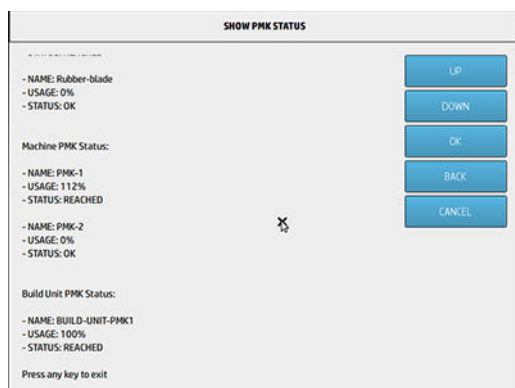 SHOW PMK STATUS
- NAME: Rubber-blade
- USAGE: 0%
- STATUS: OK
Machine PMK Status:
- NAME: PMK-1
- USAGE: 112%
- STATUS: REACHED
- NAME: PMK-2
- USAGE: 0%
- STATUS: OK
Build Unit PMK Status:
- NAME: BUILD-UNIT-PMK1
- USAGE: 100%
- STATUS: REACHED
Press any key to exit
UP
DOWN
OK
BACK
CANCEL